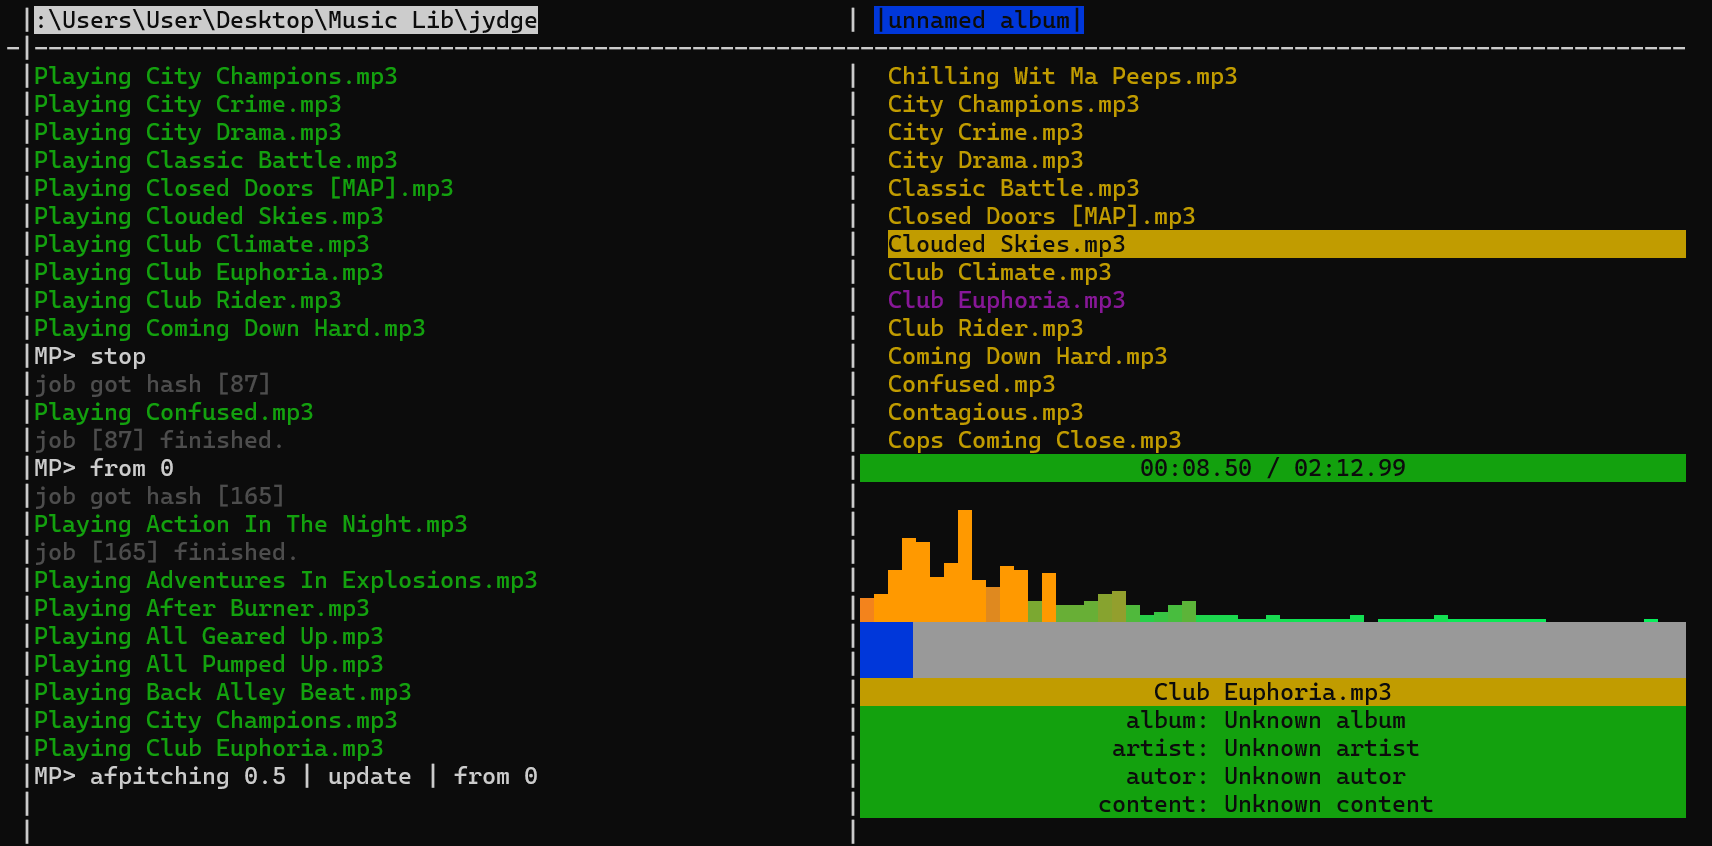 :\Users\User\Desktop\Music Lib\jydge
|unnamed album|
Playing City Champions.mp3
Playing City Crime.mp3
Playing City Drama.mp3
Playing Classic Battle.mp3
Playing Closed Doors [MAP].mp3
Playing Clouded Skies.mp3
Playing Club Climate.mp3
Playing Club Euphoria.mp3
Playing Club Rider.mp3
Playing Coming Down Hard.mp3
MP> stop
job got hash [87]
Playing Confused.mp3
job [87] finished.
MP> from 0
job got hash [165]
Playing Action In The Night.mp3
job [165] finished.
Playing Adventures In Explosions.mp3
Playing After Burner.mp3
Playing All Geared Up.mp3
Playing All Pumped Up.mp3
Playing Back Alley Beat.mp3
Playing City Champions.mp3
Playing Club Euphoria.mp3
MP> afpitching 0.5 | update | from 0
Chilling Wit Ma Peeps.mp3
City Champions.mp3
City Crime.mp3
City Drama.mp3
Classic Battle.mp3
Closed Doors [MAP].mp3
Clouded Skies.mp3
Club Climate.mp3
Club Euphoria.mp3
Club Rider.mp3
Coming Down Hard.mp3
Confused.mp3
Contagious.mp3
Cops Coming Close.mp3
00:08.50 / 02:12.99
Club Euphoria.mp3
album: Unknown album
artist: Unknown artist
autor: Unknown autor
content: Unknown content